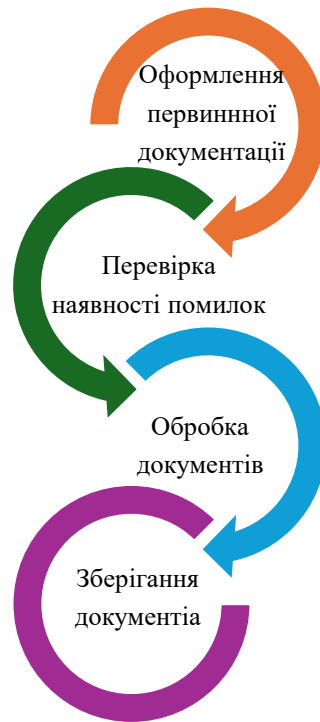 Оформлення
первиннної
документації
Перевірка
наявності помилок
Обробка
документів
Зберігання
документіа